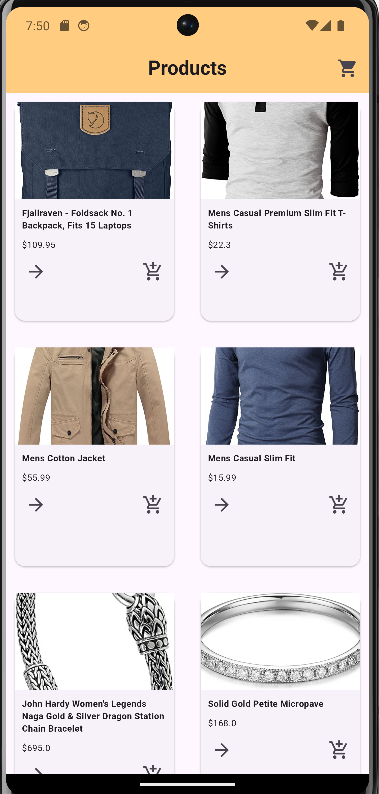 7:50
Products
Fjallraven - Foldsack No. 1
Backpack, Fits 15 Laptops
$109.95
Mens Casual Premium Slim Fit T-
Shirts
$22.3
Mens Cotton Jacket
$55.99
Mens Casual Slim Fit
$15.99
John Hardy Women's Legends
Naga Gold & Silver Dragon Station
Chain Bracelet
$695.0
Solid Gold Petite Micropave
$168.0